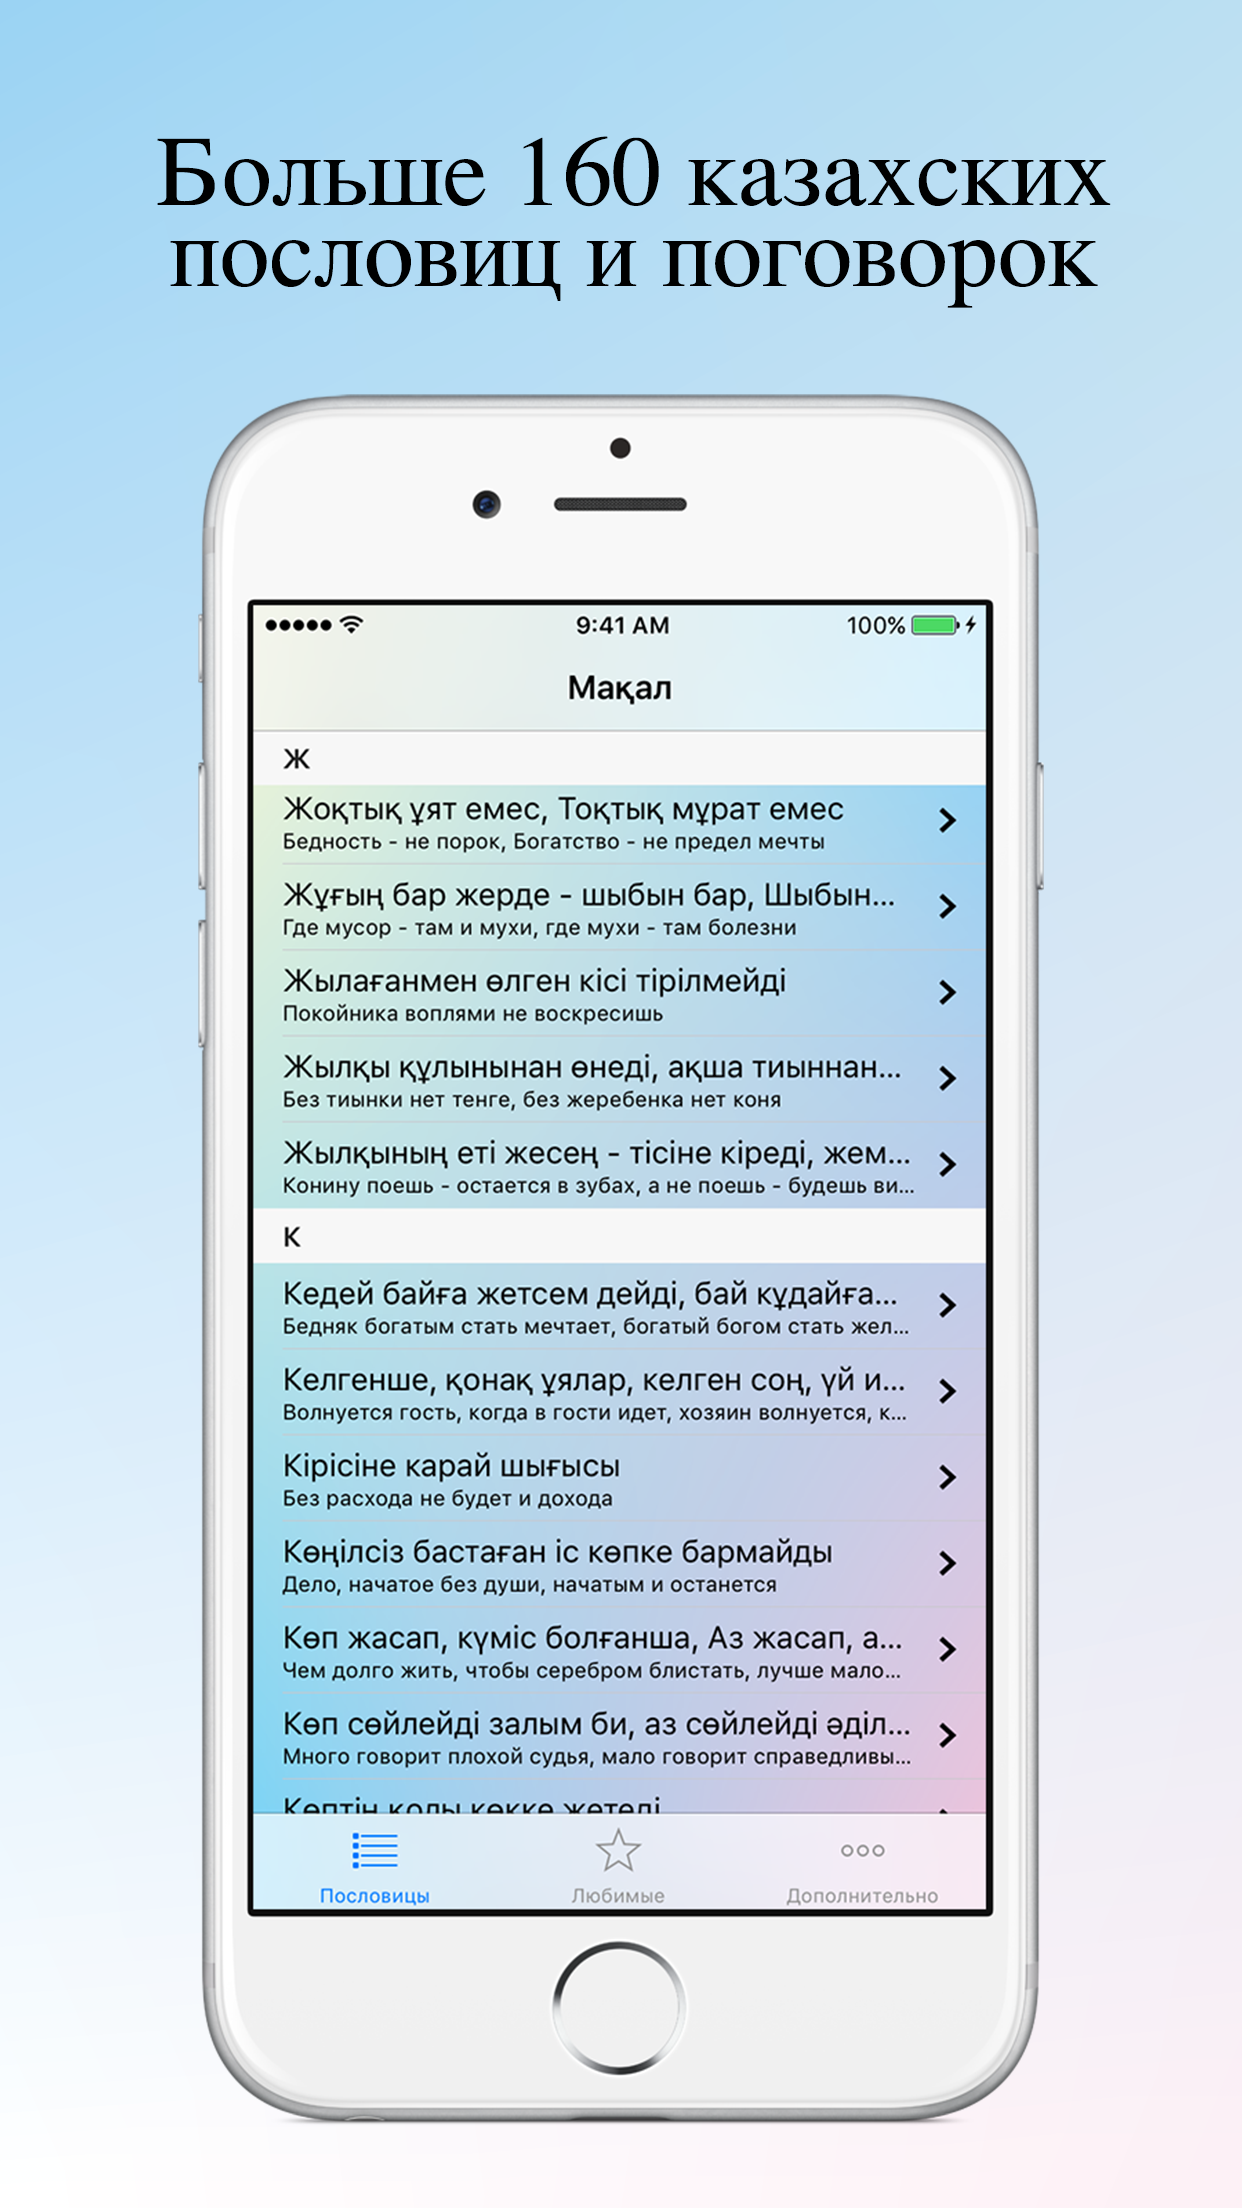 Больше 160 казахских
пословиц и поговорок
9:41 AM
100%
Мақал
Ж
Жоқтық ұят емес, Тоқтық мұрат емес
Бедность - не порок, Богатство - не предел мечты
Жұғың бар жерде - шыбын бар, Шыбын...
Где мусор - там и мухи, где мухи - там болезни
Жылағанмен өлген кісі тірілмейді
Покойника воплями не воскресишь
Жылқы құлынынан өнеді, ақша тиыннан...
Без тиынки нет тенге, без жеребенка нет коня
Жылқының еті жесең - тісіне кіреді, жем...
Конину поешь - остается в зубах, а не поешь - будешь ви...
К
Кедей байға жетсем дейді, бай құдайға...
Бедняк богатым стать мечтает, богатый богом стать жел...
Келгенше, қонақ ұялар, келген соң, үй и...
Волнуется гость, когда в гости идет, хозяин волнуется, к...
Кірісіне карай шығысы
Без расхода не будет и дохода
Көңілсіз бастаған іс көпке бармайды
Дело, начатое без души, начатым и останется
Көп жасап, күміс болғанша, Аз жасап, а...
Чем долго жить, чтобы серебром блистать, лучше мало...
Көп сөйлейді залым би, аз сөйлейді әділ...
Много говорит плохой судья, мало говорит справедливы...
Көптің қолы көкке жетеді
Пословицы
Любимые
Дополнительно